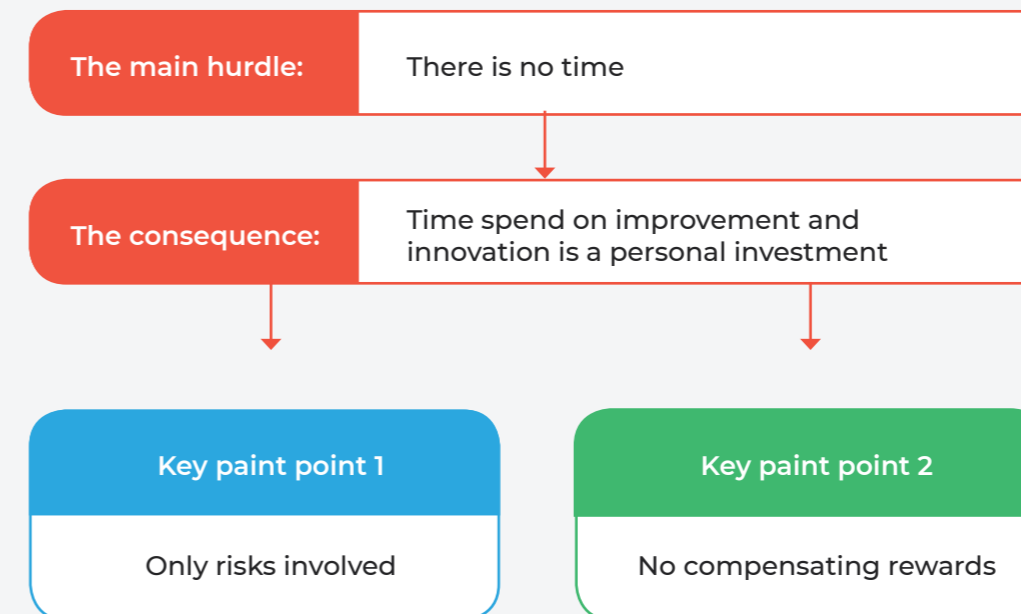 The main hurdle:
There is no time
The consequence:
Time spend on improvement and
innovation is a personal investment
Key paint point 1
Only risks involved
Key paint point 2
No compensating rewards